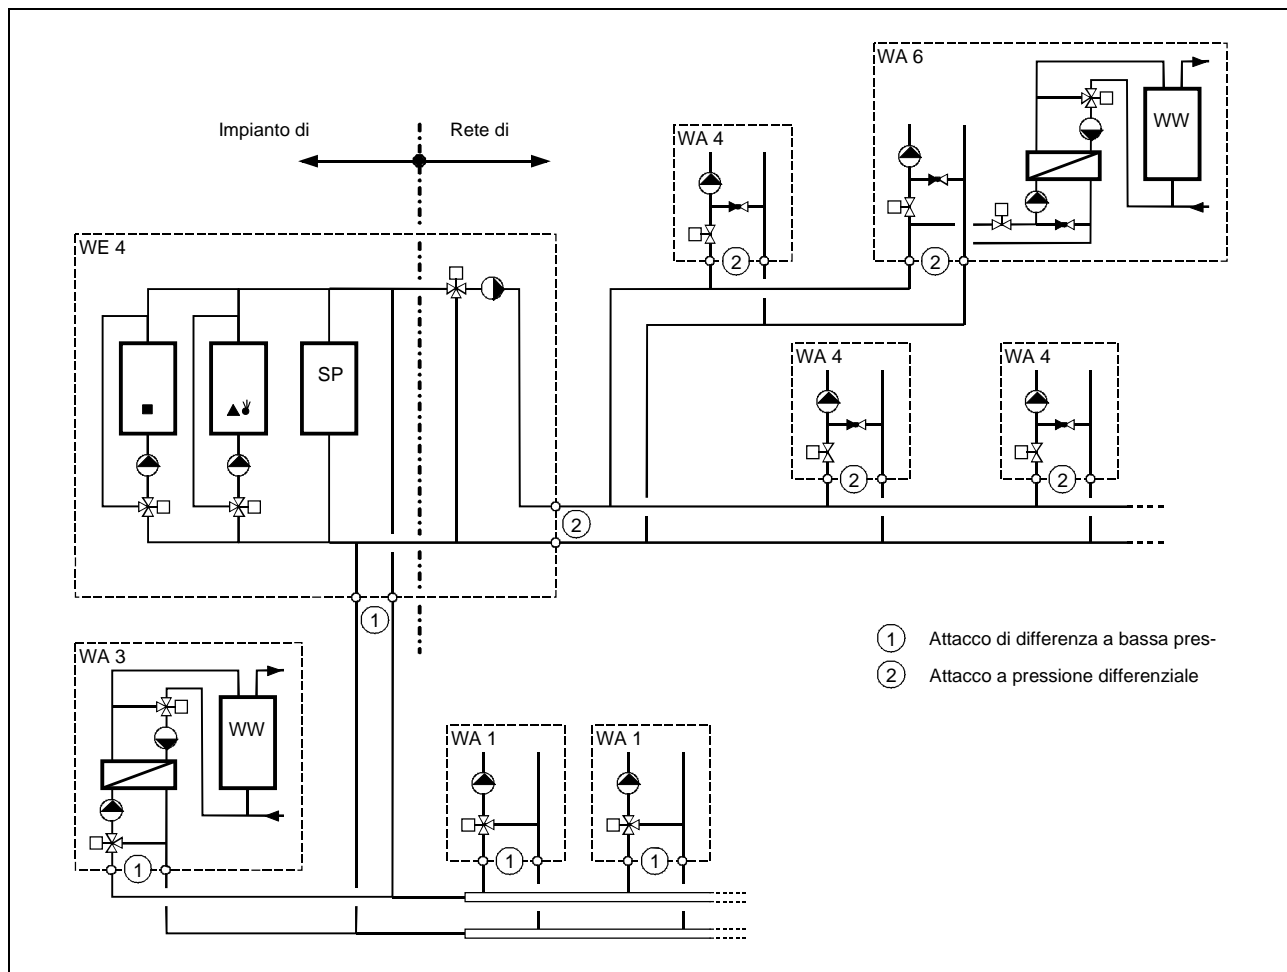 WA 6
WW
Impianto di
Rete di
WA 4
2
2
WE 4
SP
WA 4
WA 4
2
2
2
1
1 Attacco di differenza a bassa pres-
2 Attacco a pressione differenziale
WA 3
WW
WA 1
WA 1
1
1
1